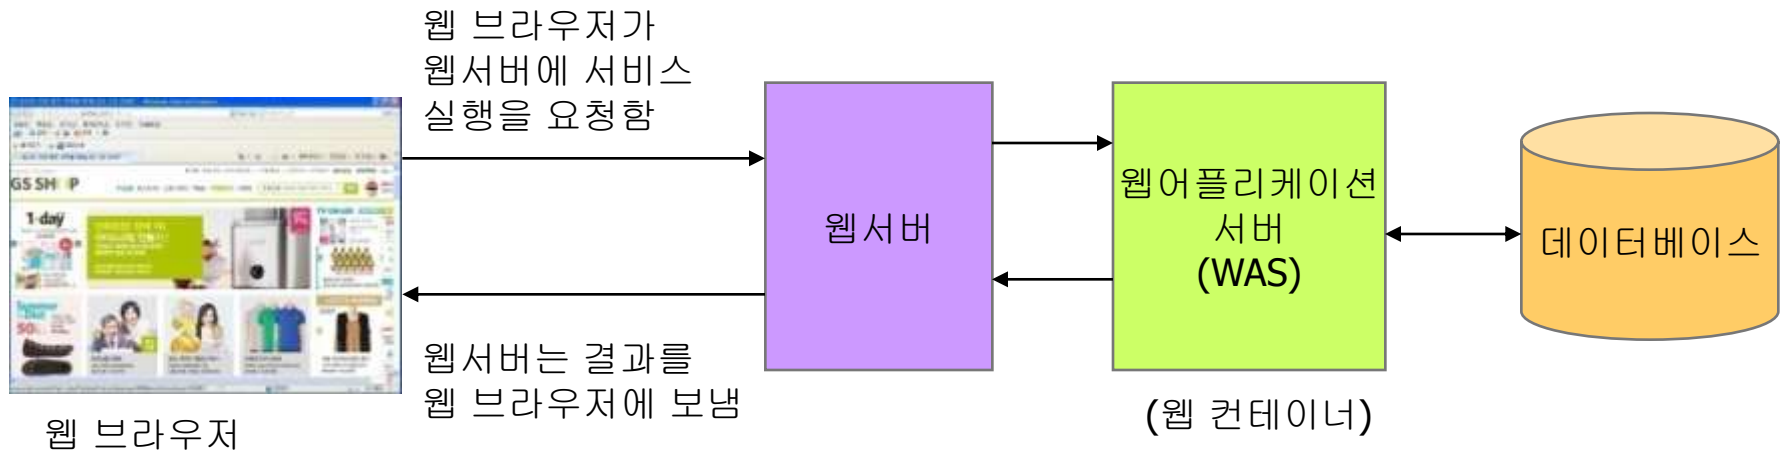 웹 브라우저가
웹서버에 서비스
실행을 요청함
GS SHOP
1·day
50
웹서버는 결과를
웹 브라우저에 보냄
웹 브라우저
웹서버
웹어플리케이션
서버
(WAS)
(웹 컨테이너)
데이터베이스